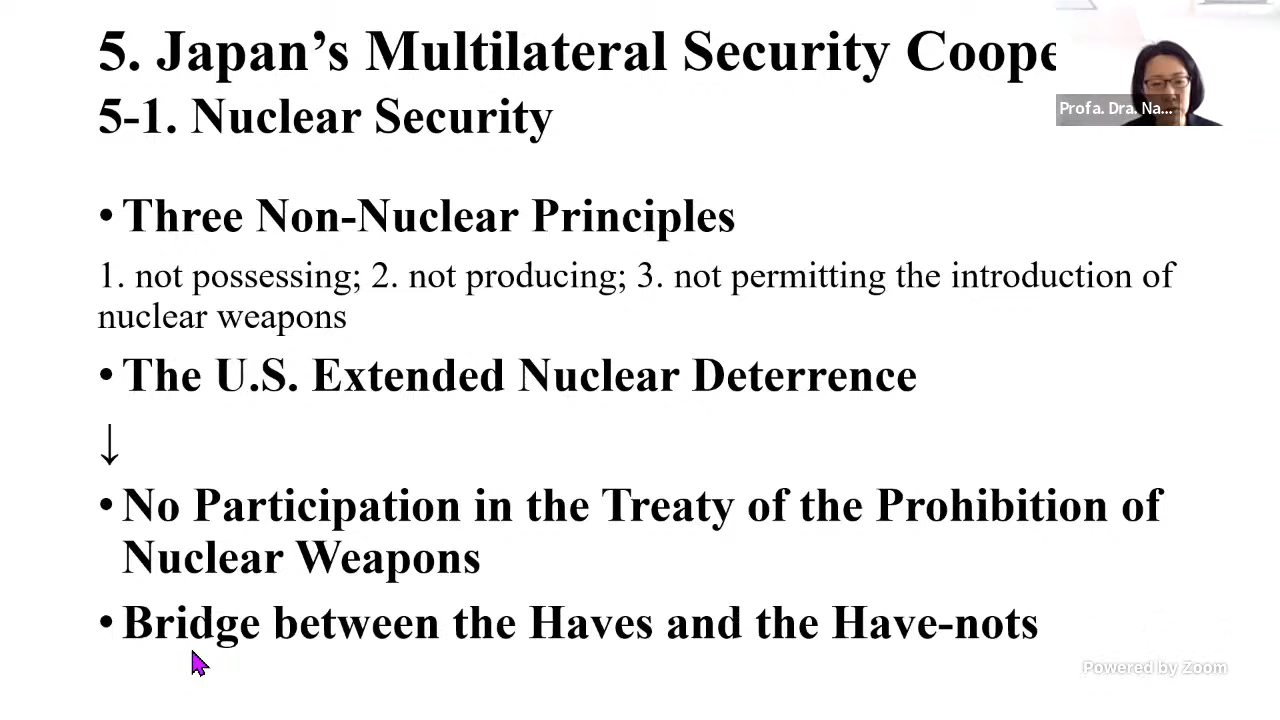 5. Japan’s Multilateral Security Coope
5-1. Nuclear Security
Profa. Dra. Na...
• Three Non-Nuclear Principles
1. not possessing; 2. not producing; 3. not permitting the introduction of
nuclear weapons
• The U.S. Extended Nuclear Deterrence
↓
• No Participation in the Treaty of the Prohibition of
Nuclear Weapons
• Bridge between the Haves and the Have-nots
Powered by Zoom